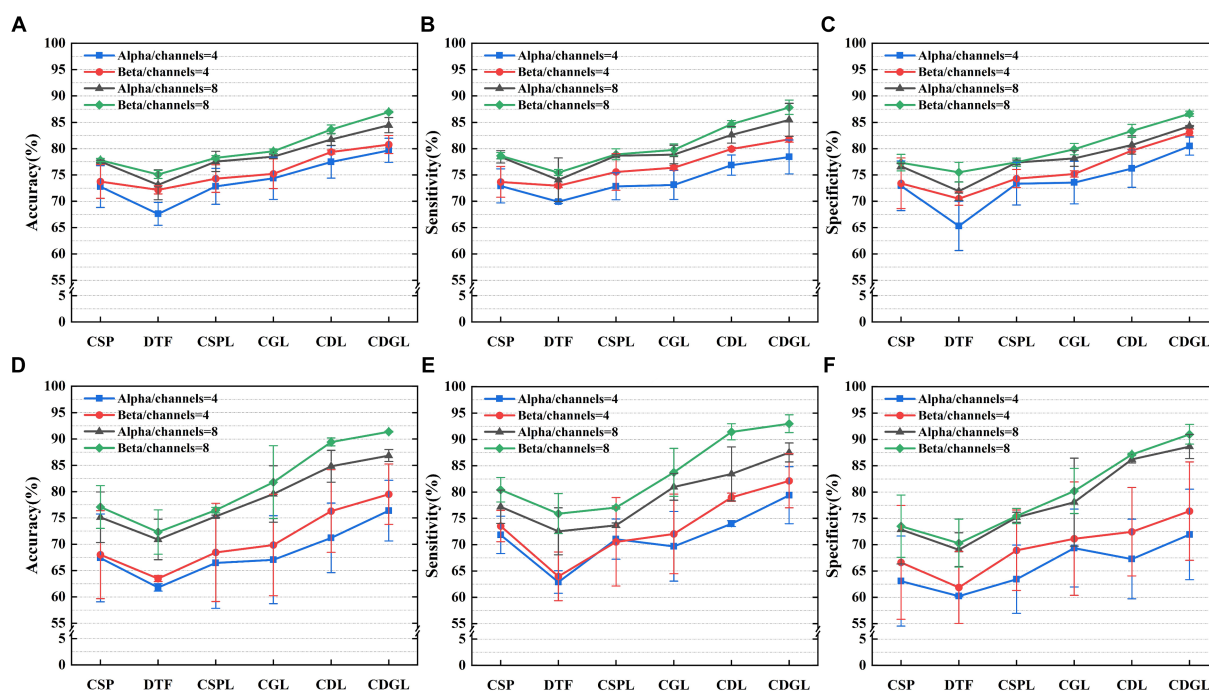 A
100
95
90
85
80
75
70
65
60
55
5
0
Accuracy(%)
Alpha/channels=4
Beta/channels=4
Alpha/channels=8
Beta/channels=8
CSP DTF CSPL CGL CDL CDGL
B
100
95
90
85
80
75
70
65
60
55
5
0
Sensitivity(%)
Alpha/channels=4
Beta/channels=4
Alpha/channels=8
Beta/channels=8
CSP DTF CSPL CGL CDL CDGL
C
100
95
90
85
80
75
70
65
60
55
5
0
Specificity(%)
Alpha/channels=4
Beta/channels=4
Alpha/channels=8
Beta/channels=8
CSP DTF CSPL CGL CDL CDGL
D
100
95
90
85
80
75
70
65
60
55
5
0
Accuracy(%)
Alpha/channels=4
Beta/channels=4
Alpha/channels=8
Beta/channels=8
CSP DTF CSPL CGL CDL CDGL
E
100
95
90
85
80
75
70
65
60
55
5
0
Sensitivity(%)
Alpha/channels=4
Beta/channels=4
Alpha/channels=8
Beta/channels=8
CSP DTF CSPL CGL CDL CDGL
F
100
95
90
85
80
75
70
65
60
55
5
0
Specificity(%)
Alpha/channels=4
Beta/channels=4
Alpha/channels=8
Beta/channels=8
CSP DTF CSPL CGL CDL CDGL